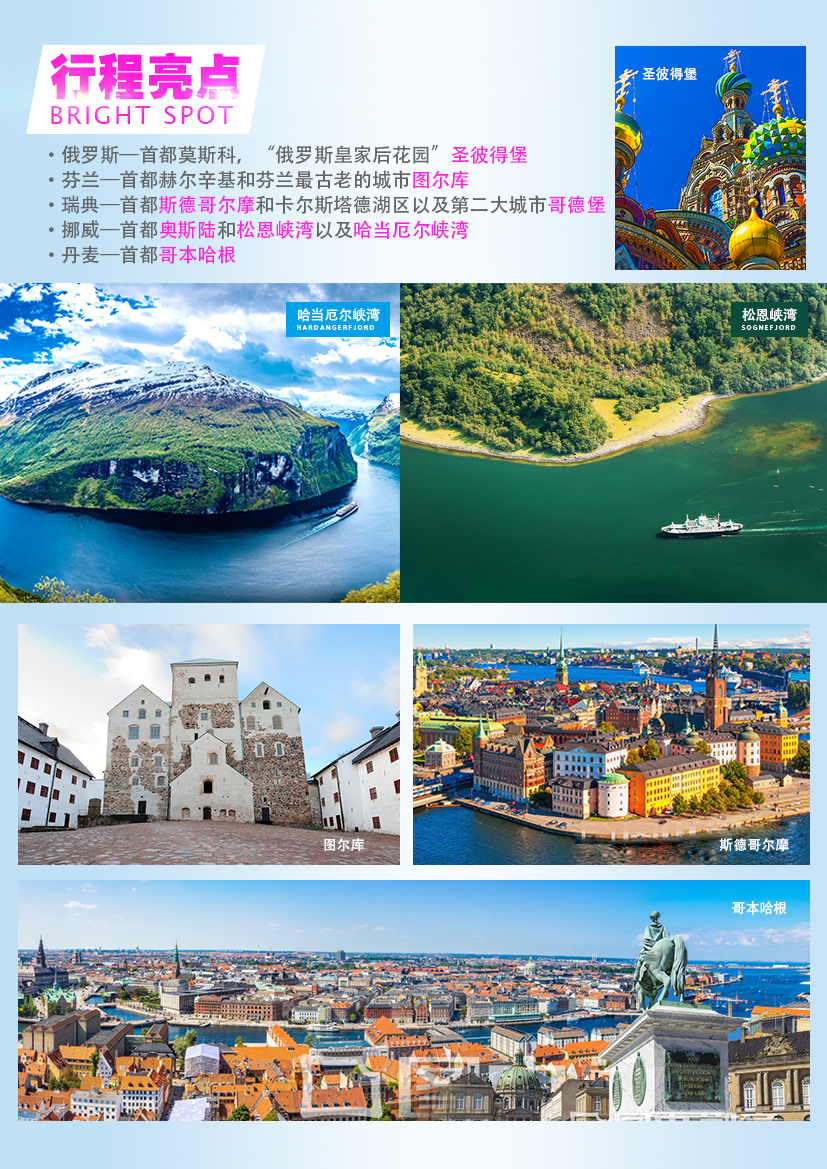 行程亮点
BRIGHT SPOT
圣彼得堡
• 俄罗斯—首都莫斯科，“俄罗斯皇家后花园”圣彼得堡
• 芬兰—首都赫尔辛基和芬兰最古老的城市图尔库
• 瑞典—首都斯德哥尔摩和卡尔斯塔德湖区以及第二大城市哥德堡
• 挪威—首都奥斯陆和松恩峡湾以及哈当厄尔峡湾
• 丹麦—首都哥本哈根
哈当厄尔峡湾
HARDANGERFJORD
松恩峡湾
SOGNEFJORD
图尔库
斯德哥尔摩
哥本哈根